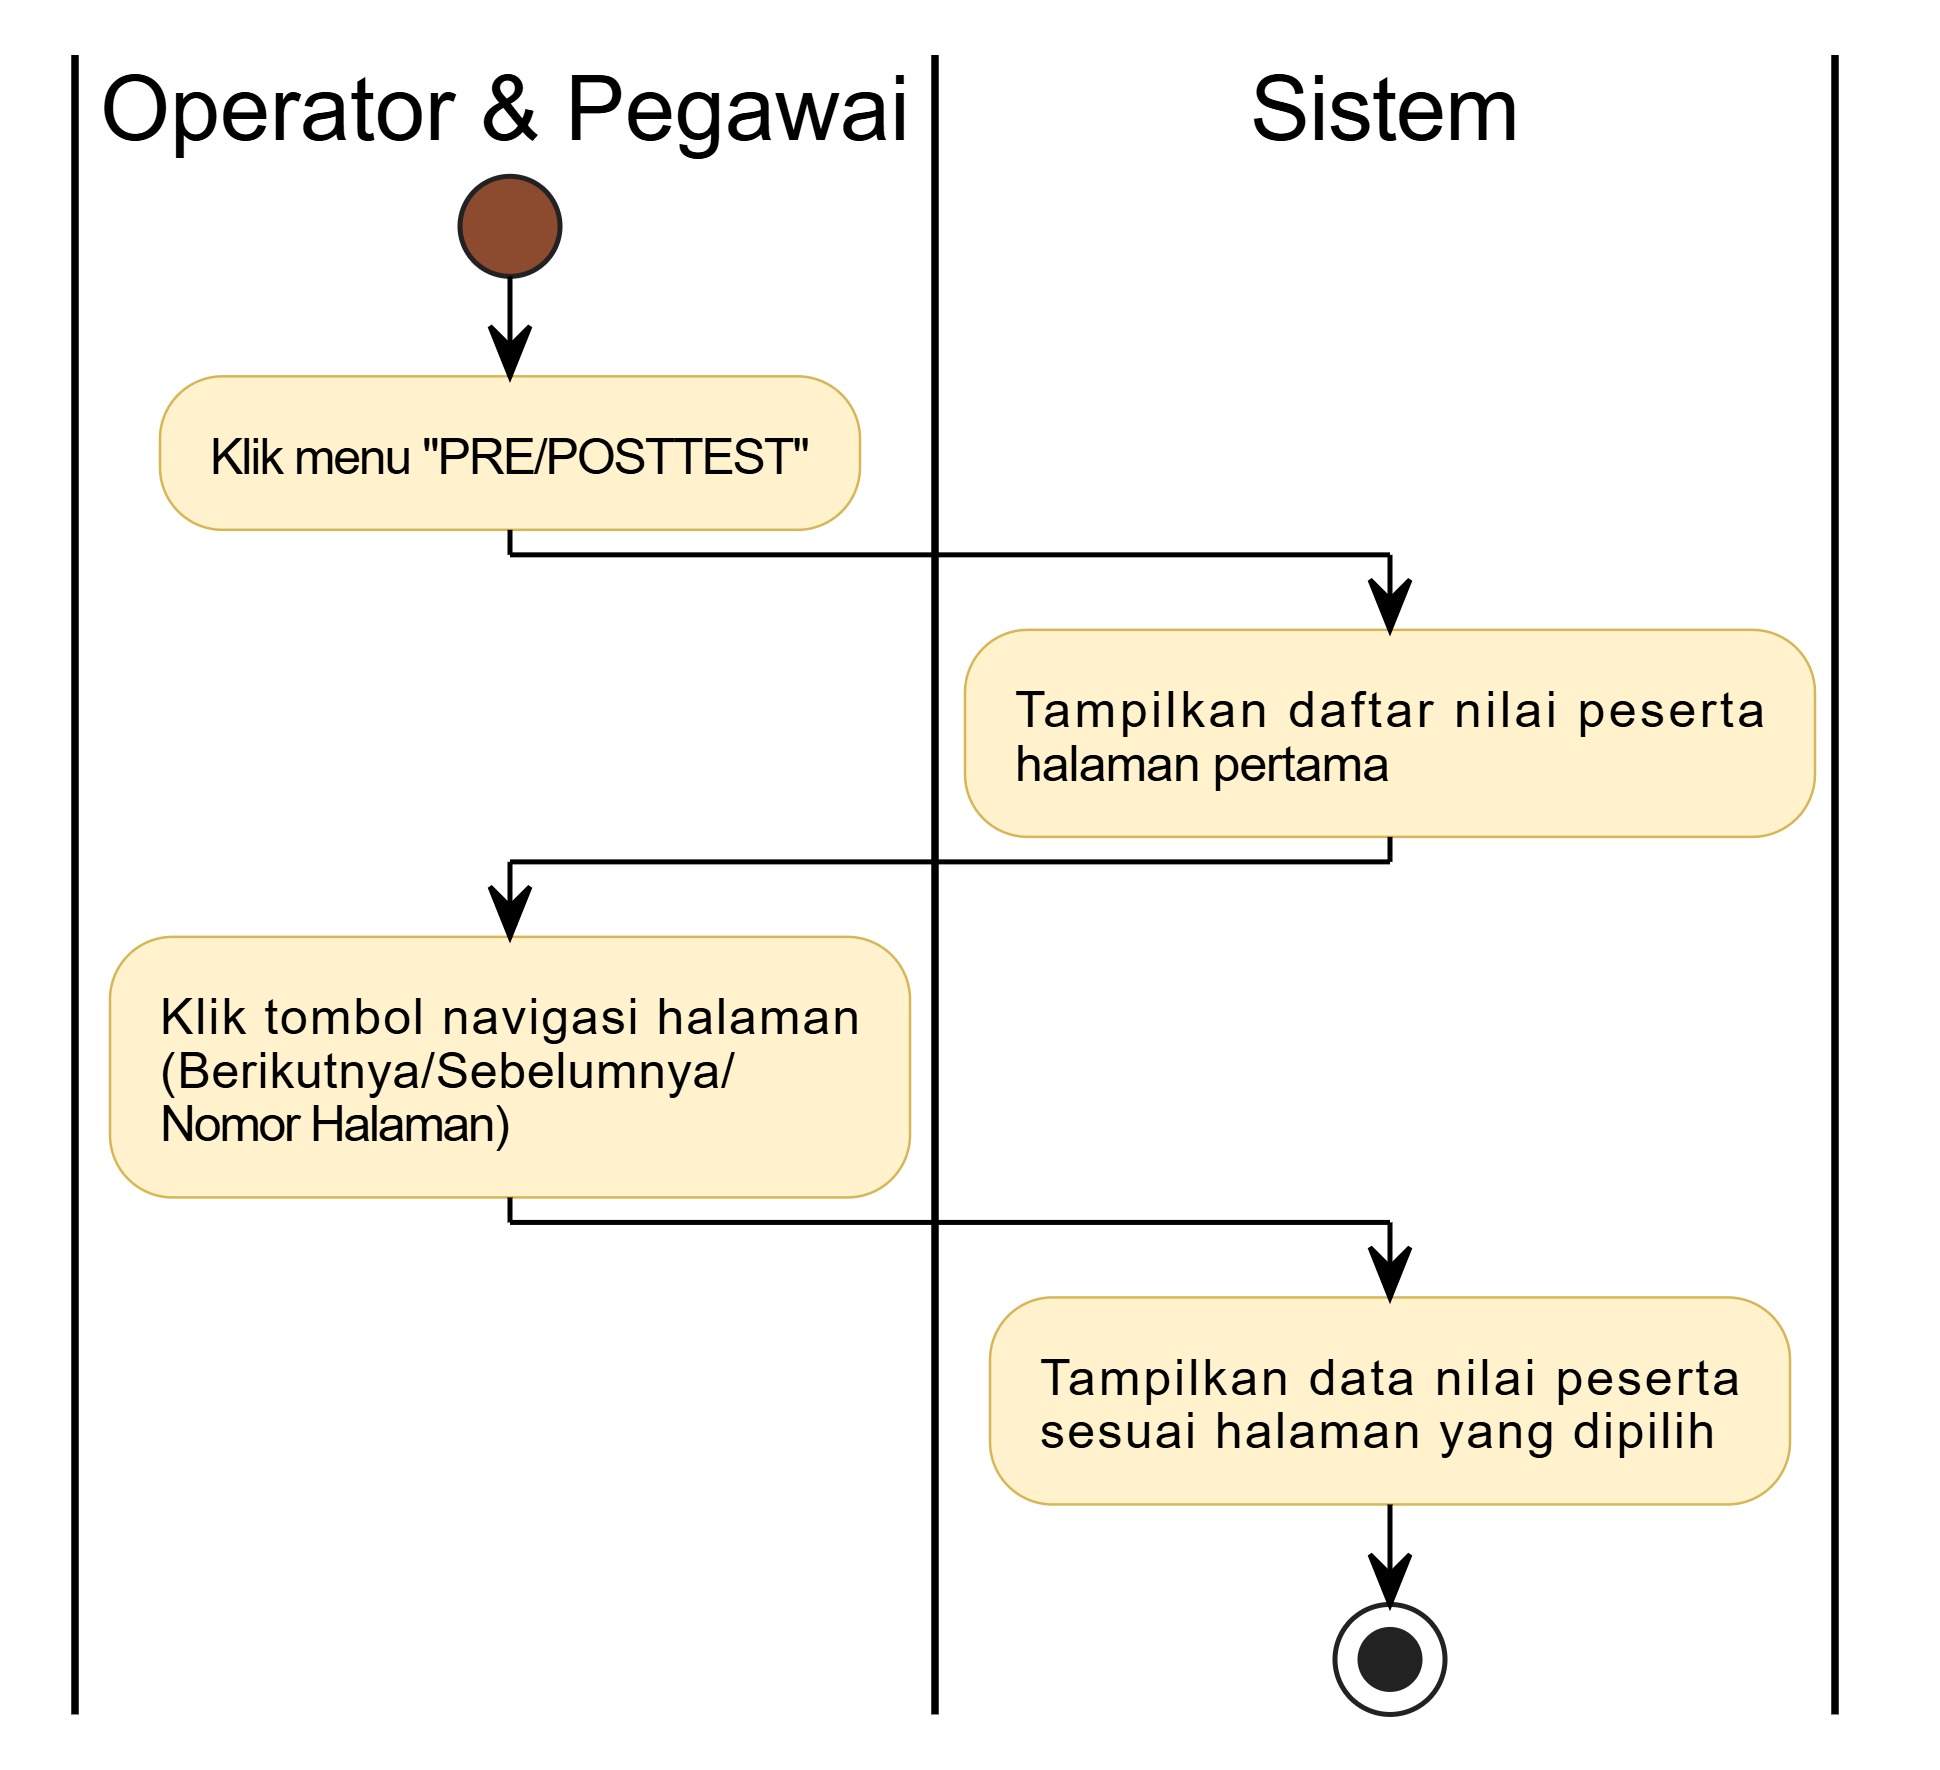 Operator & Pegawai
Sistem
Klik menu "PRE/POSTTEST"
Tampilkan daftar nilai peserta
halaman pertama
Klik tombol navigasi halaman
(Berikutnya/Sebelumnya/
Nomor Halaman)
Tampilkan data nilai peserta
sesuai halaman yang dipilih